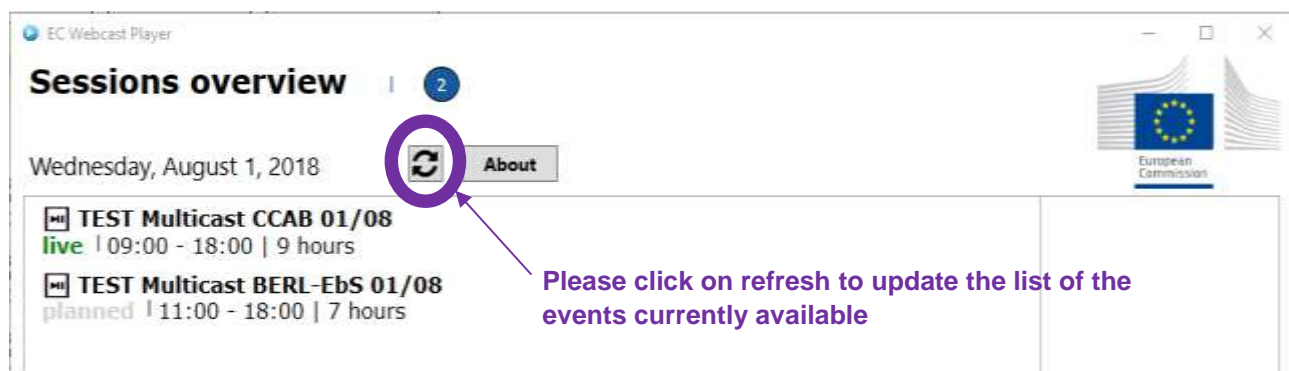 EC Webcast Player
Sessions overview | 2
Wednesday, August 1, 2018
About
European
Commission
TEST Multicast CCAB 01/08
live | 09:00 - 18:00 | 9 hours
TEST Multicast BERL-EbS 01/08
planned | 11:00 - 18:00 | 7 hours
Please click on refresh to update the list of the
events currently available